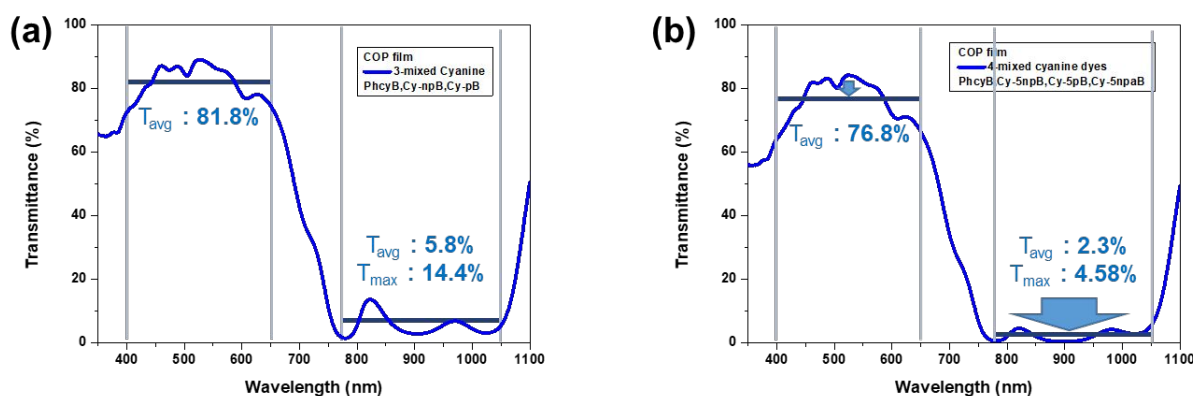 (a)
100
80
60
40
20
0
Transmittance (%)
COP film
3-mixed Cyanine
PhcyB,Cy-npB,Cy-pB
Tavg : 81.8%
Tavg : 5.8%
Tmax : 14.4%
400 500 600 700 800 900 1000 1100
Wavelength (nm)
(b)
100
80
60
40
20
0
Transmittance (%)
COP film
4-mixed cyanine dyes
PhcyB,Cy-5npB,Cy-5pB,Cy-5npaB
Tavg : 76.8%
Tavg : 2.3%
Tmax : 4.58%
400 500 600 700 800 900 1000 1100
Wavelength (nm)